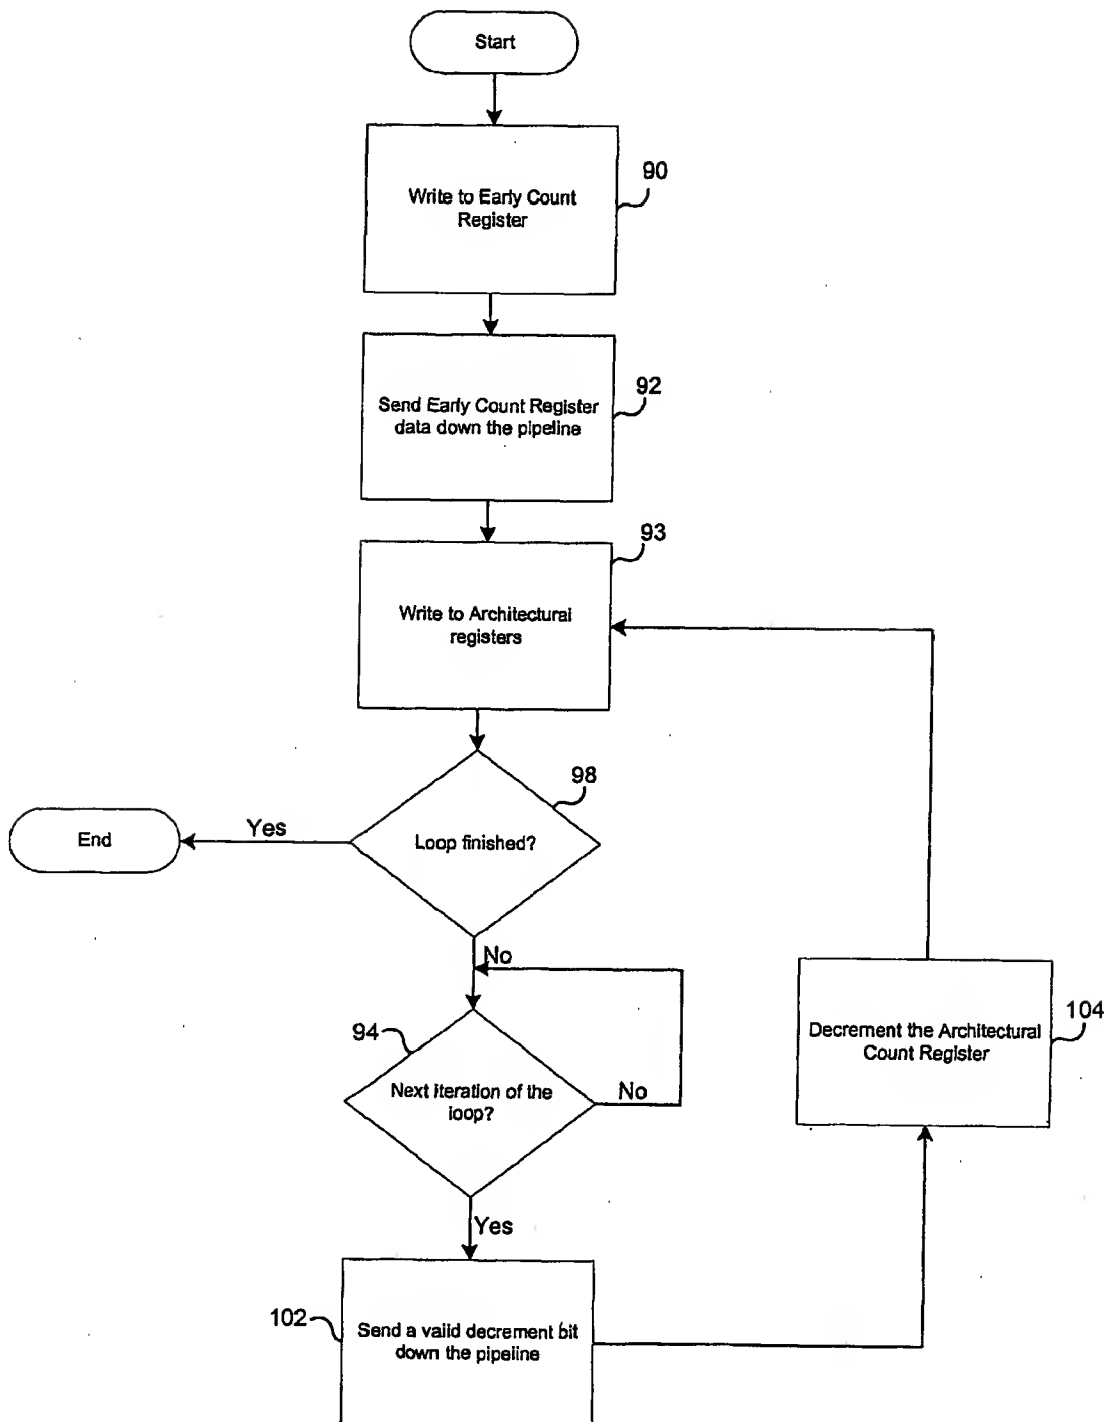 Start
90
Write to Early Count
Register
92
Send Early Count Register
data down the pipeline
93
Write to Architectural
registers
98
Loop finished?
Yes
End
No
94
Next iteration of the
loop?
No
Yes
104
Decrement the Architectural
Count Register
102
Send a valid decrement bit
down the pipeline